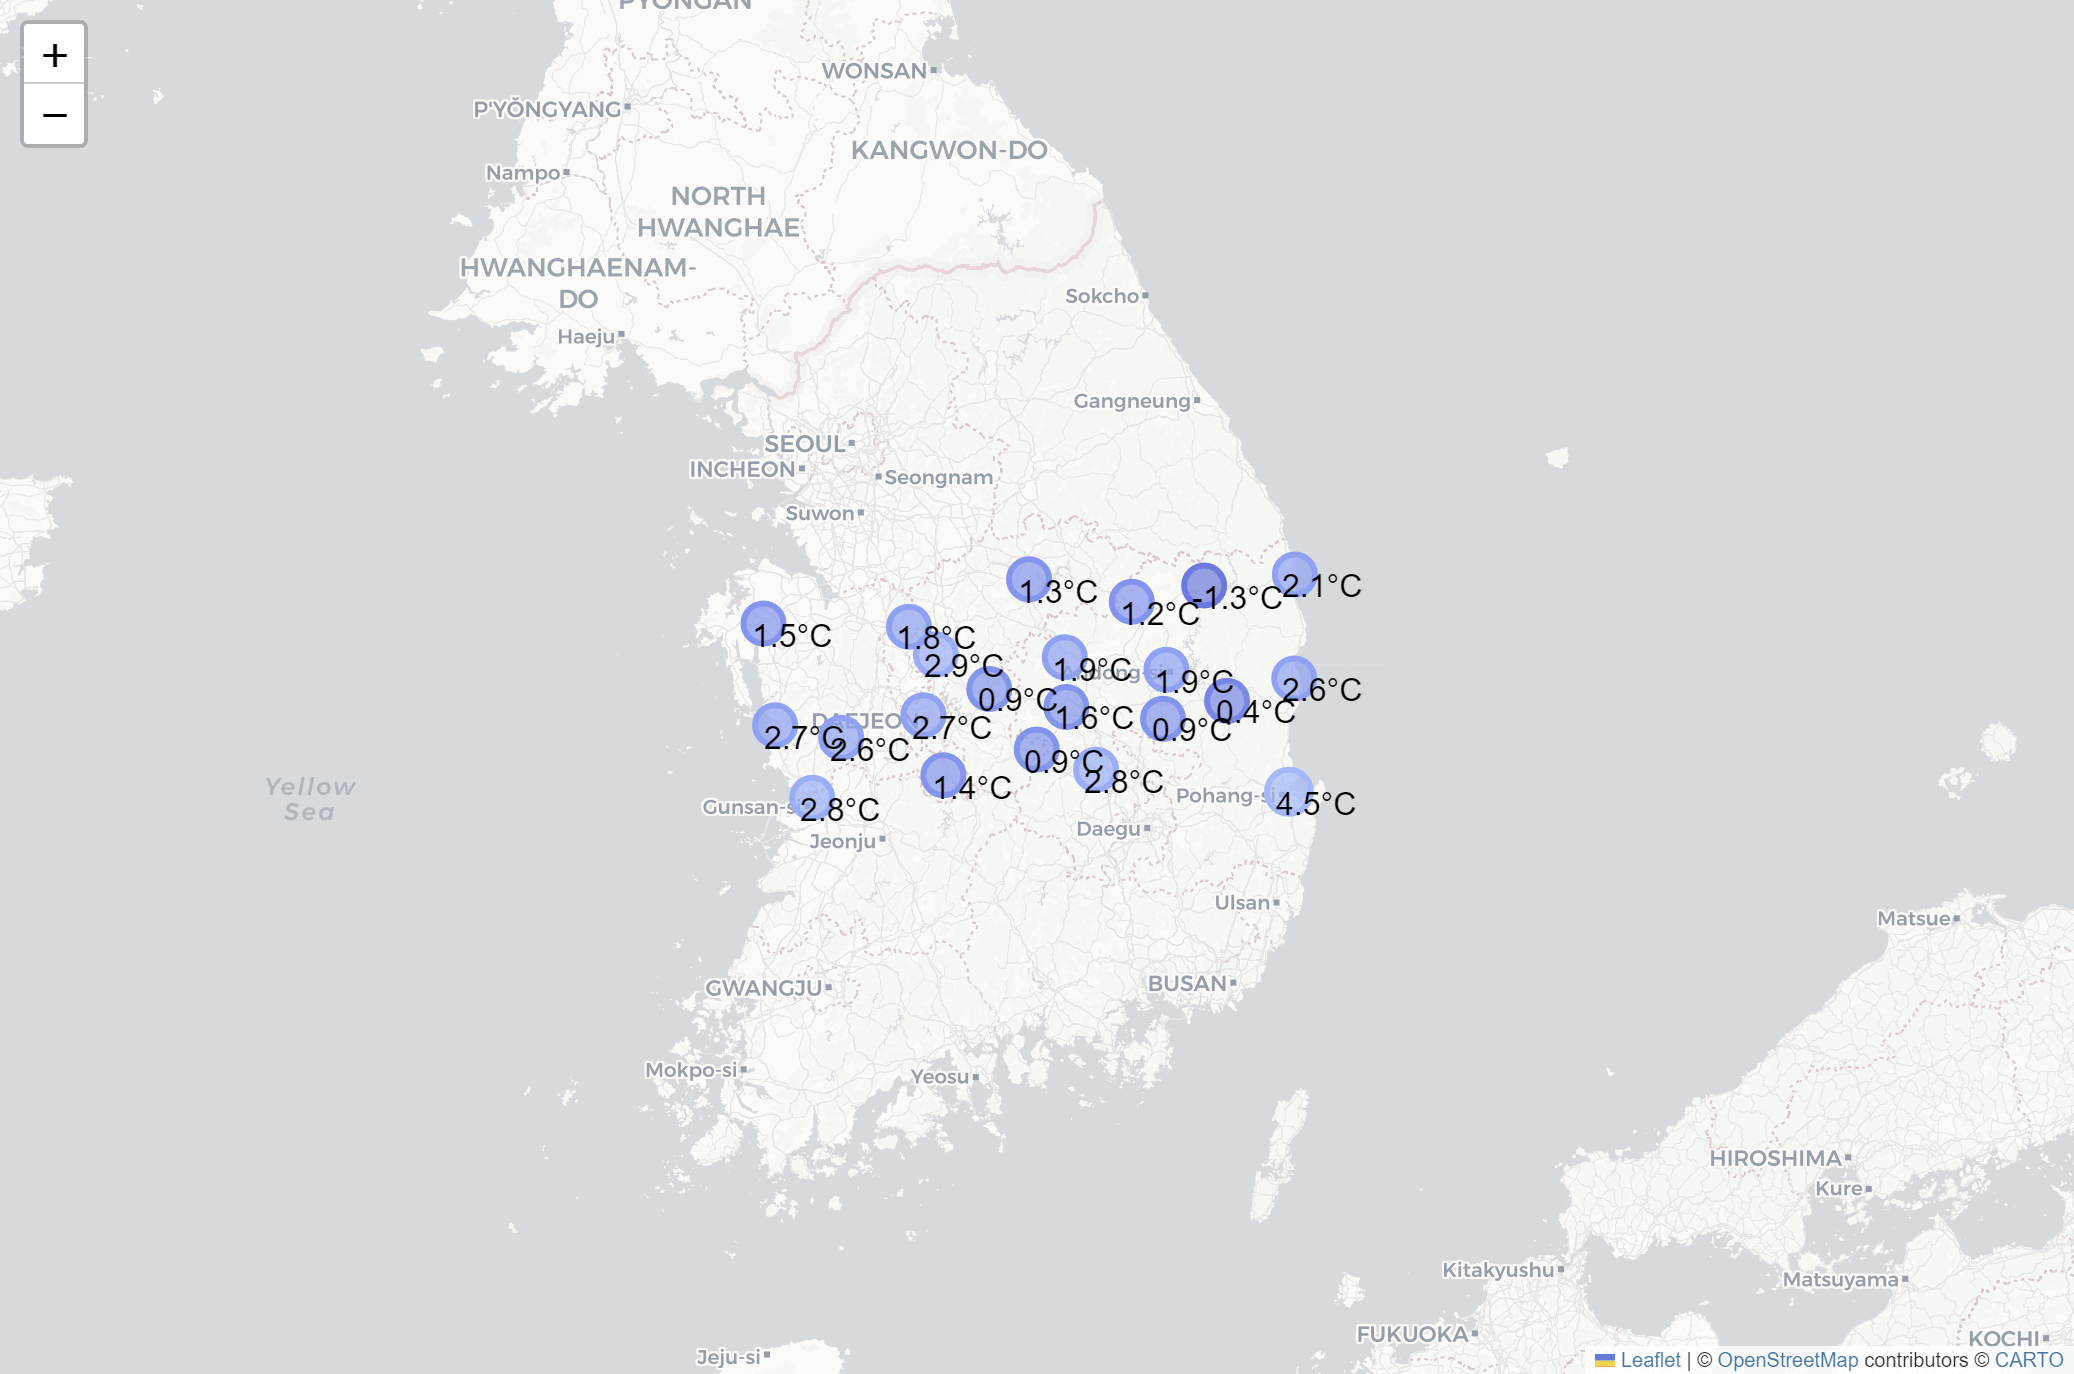 PYONGAN
+
−
WONSAN
P'YŎNGYANG
KANGWON-DO
Nampo
NORTH
HWANGHAE
HWANGHAENAM-
DO
Sokcho
Haeju
Gangneung
SEOUL
INCHEON
Seongnam
Suwon
1.3°C
1.2°C
-1.3°C
2.1°C
1.5°C
1.8°C
2.9°C
1.9°C
Andong-si
1.9°C
2.6°C
0.9°C
1.6°C
0.4°C
0.9°C
DAEJEO
2.7°C
2.7°C
2.6°C
0.9°C
2.8°C
1.4°C
Yellow
Sea
Gunsan-si
2.8°C
Pohang-si
4.5°C
Daegu
Jeonju
Ulsan
Matsue
GWANGJU
BUSAN
Mokpo-si
Yeosu
HIROSHIMA
Kure
Kitakyushu
Matsuyama
FUKUOKA
KOCHI
Jeju-si
Leaflet | © OpenStreetMap contributors © CARTO